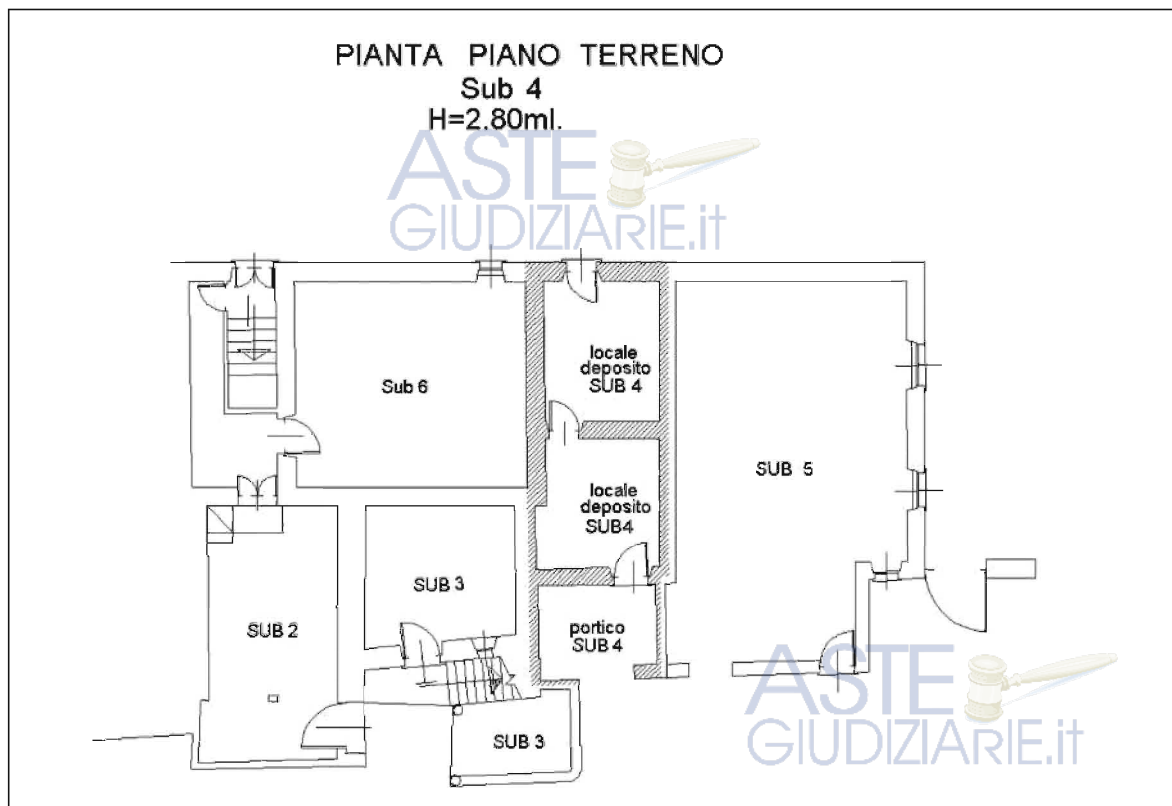 PIANTA PIANO TERRENO
Sub 4
H=2.80ml.
ASTE
GIUDIZIARIE.it
locale
deposito
SUB 4
Sub 6
SUB 5
locale
deposito
SUB4
SUB 3
SUB 2
portico
SUB 4
SUB 3
ASTE
GIUDIZIARIE.it